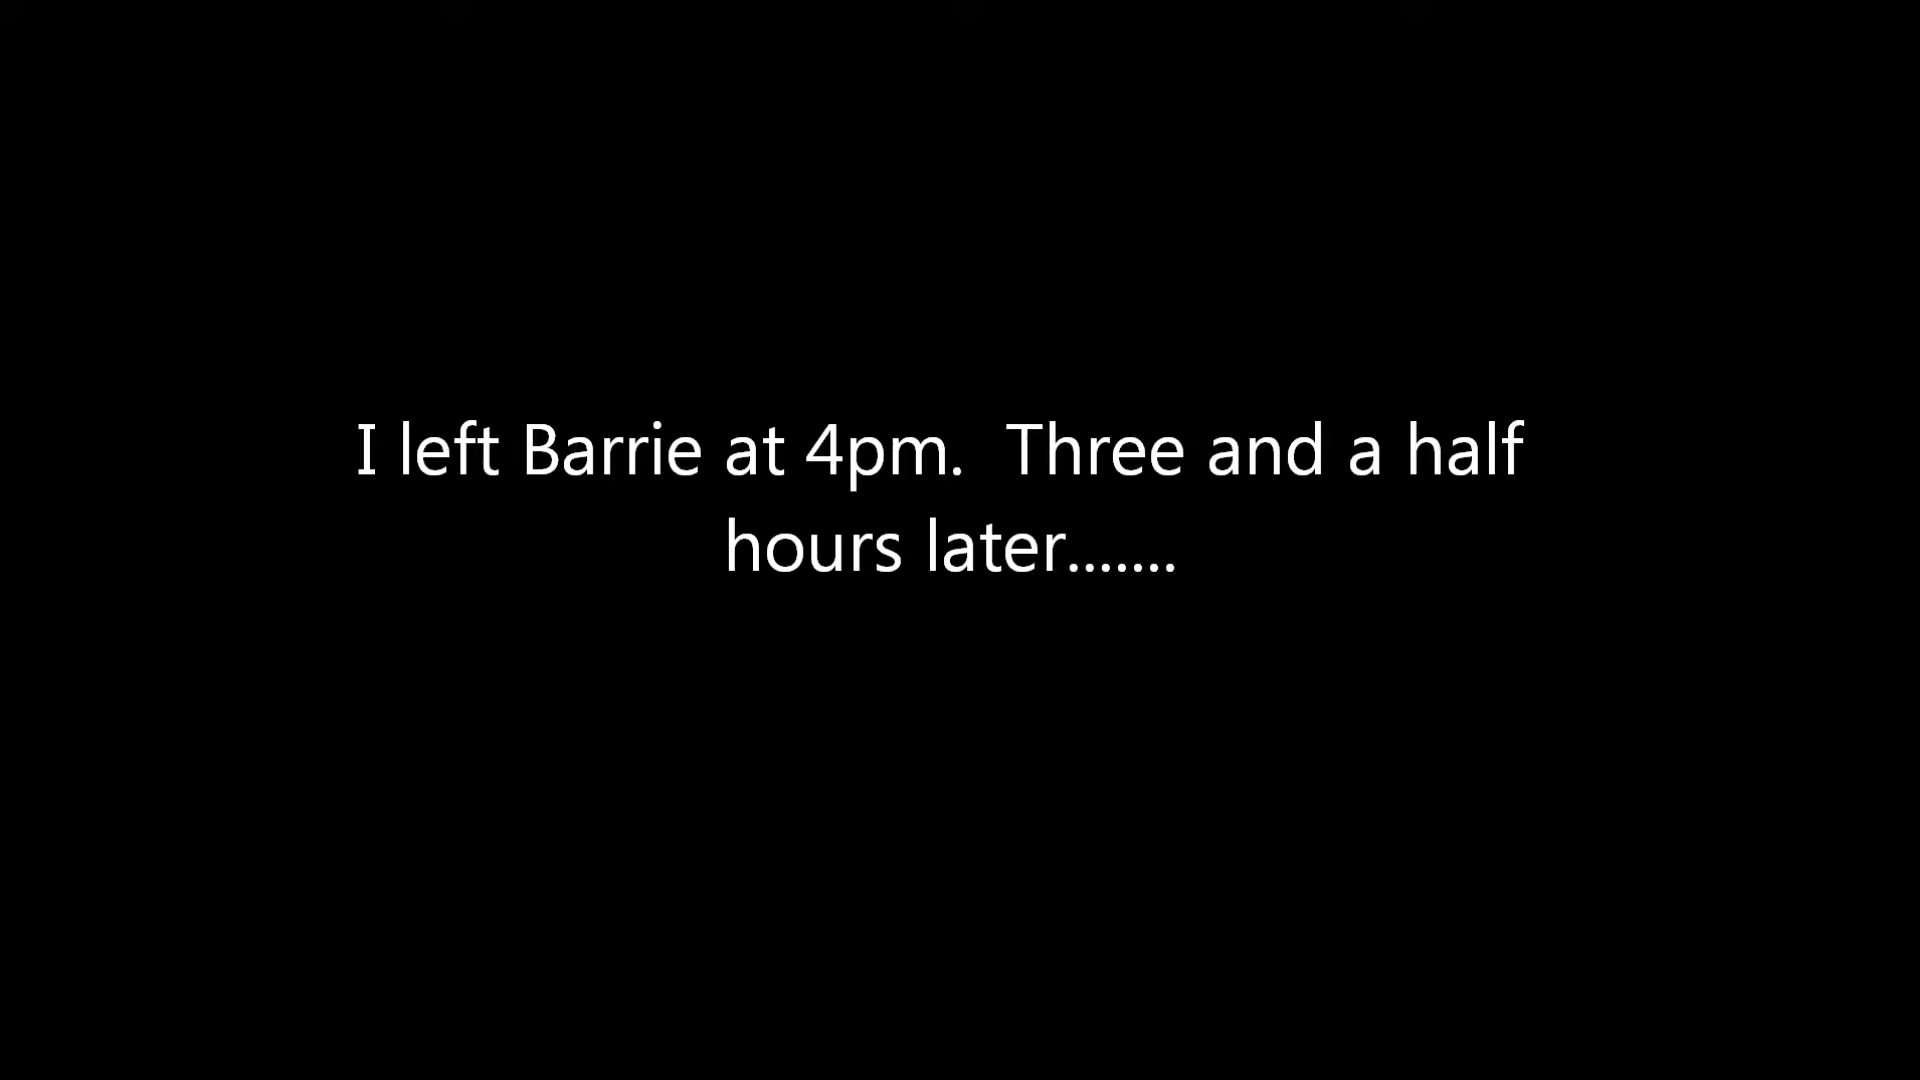 I left Barrie at 4pm.  Three and a half
hours later.......